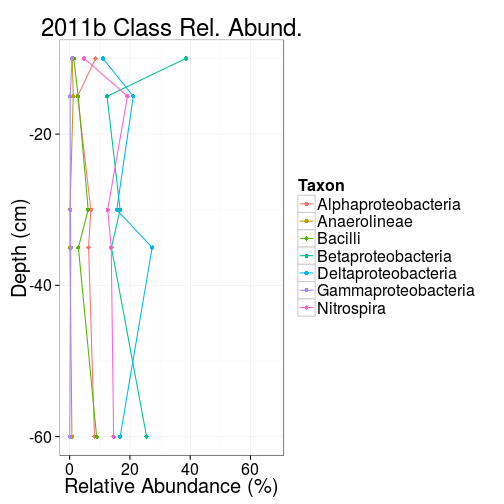 2011b Class Rel. Abund.
Depth (cm)
-20
-40
-60
0 20 40 60
Relative Abundance (%)
Taxon
Alphaproteobacteria
Anaerolineae
Bacilli
Betaproteobacteria
Deltaproteobacteria
Gammaproteobacteria
Nitrospira